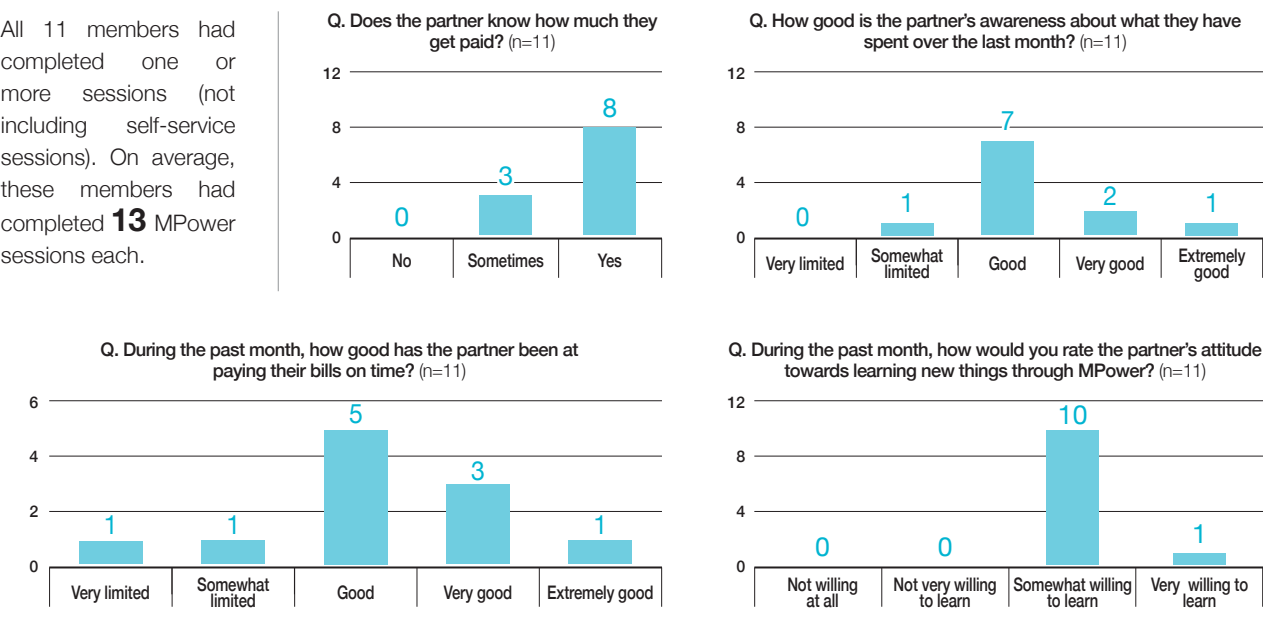 All 11 members had
completed one or
more sessions (not
including self-service
sessions). On average,
these members had
completed 13 MPower
sessions each.
Q. Does the partner know how much they
get paid? (n=11)
12
8
4
0
0
3
8
No
Sometimes
Yes
Q. How good is the partner’s awareness about what they have
spent over the last month? (n=11)
12
8
4
0
0
1
7
2
1
Very limited
Somewhat
limited
Good
Very good
Extremely
good
Q. During the past month, how good has the partner been at
paying their bills on time? (n=11)
6
4
2
0
1
1
5
3
1
Very limited
Somewhat
limited
Good
Very good
Extremely good
Q. During the past month, how would you rate the partner’s attitude
towards learning new things through MPower? (n=11)
12
8
4
0
0
0
10
1
Not willing
at all
Not very willing
to learn
Somewhat willing
to learn
Very willing to
learn